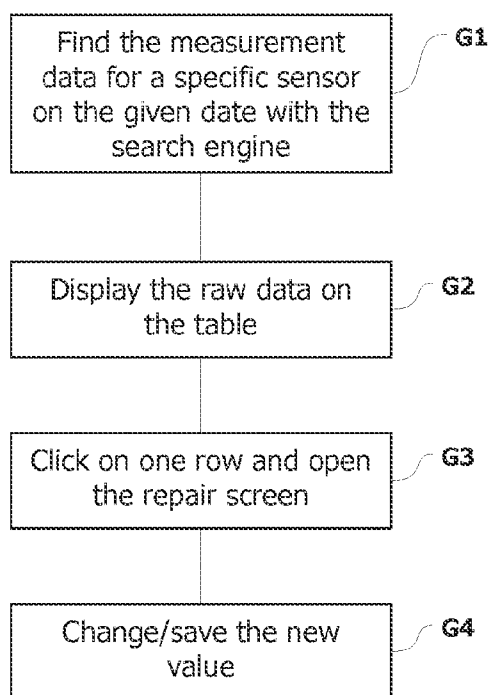 Find the measurement
data for a specific sensor
on the given date with the
search engine
G1
Display the raw data on
the table
G2
Click on one row and open
the repair screen
G3
Change/save the new
value
G4